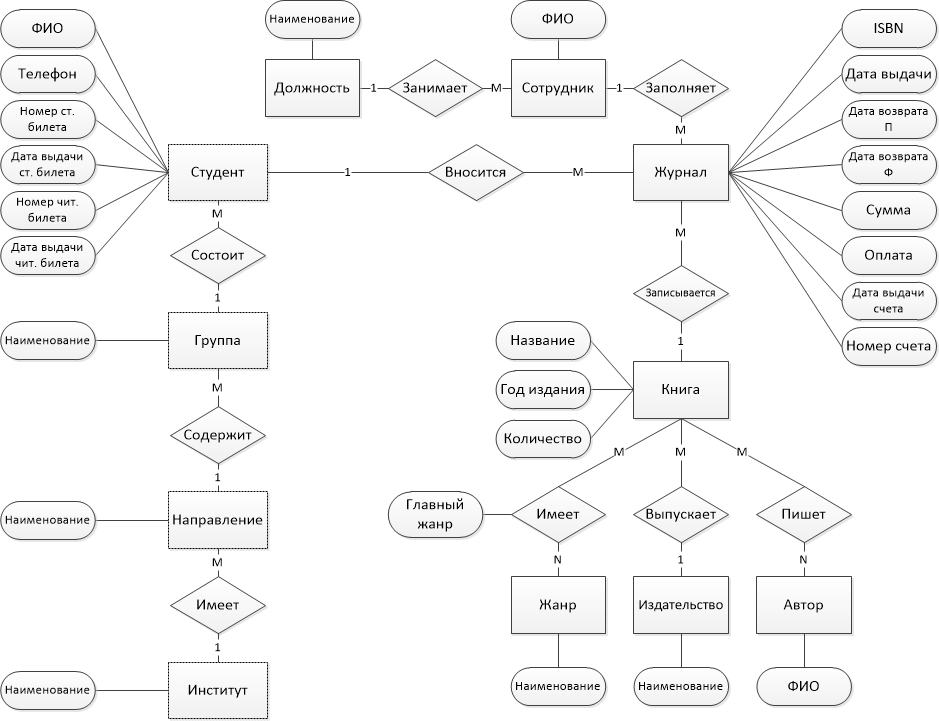 Наименование
ФИО
ФИО
ISBN
Телефон
Должность
1
Занимает
М
Сотрудник
1
Заполняет
Дата выдачи
Номер ст.
билета
М
Дата возврата
П
Дата выдачи
ст. билета
Студент
1
Вносится
М
Журнал
Дата возврата
Ф
Номер чит.
билета
М
Сумма
М
Дата выдачи
чит. билета
Состоит
Оплата
1
Записывается
Дата выдачи
счета
Наименование
Группа
Название
1
Номер счета
М
Год издания
Книга
Содержит
Количество
М
М
М
1
Главный
жанр
Имеет
Выпускает
Пишет
Наименование
Направление
М
N
1
N
Имеет
Жанр
Издательство
Автор
1
Наименование
Институт
Наименование
Наименование
ФИО